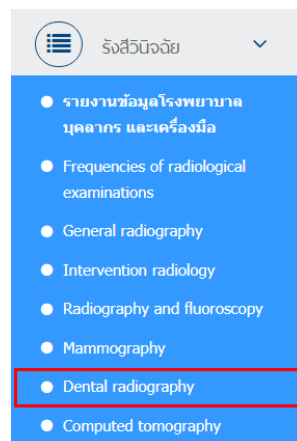 รังสีวินิจฉัย
รายงานข้อมูลโรงพยาบาล
บุคลากร และเครื่องมือ
Frequencies of radiological
examinations
General radiography
Intervention radiology
Radiography and fluoroscopy
Mammography
Dental radiography
Computed tomography